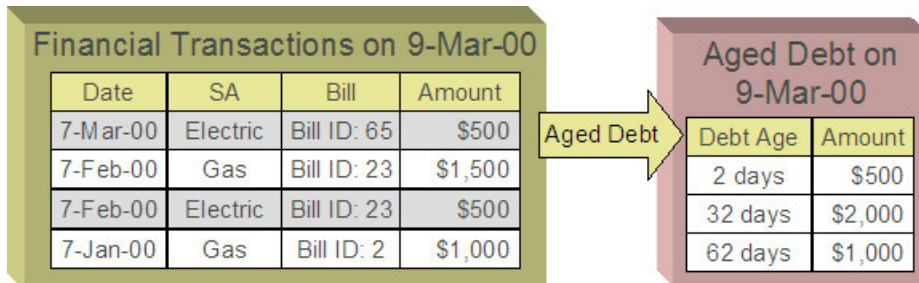 Financial Transactions on 9-Mar-00
Date SA Bill Amount
7-Mar-00 Electric Bill ID: 65 $500
7-Feb-00 Gas Bill ID: 23 $1,500
7-Feb-00 Electric Bill ID: 23 $500
7-Jan-00 Gas Bill ID: 2 $1,000
Aged Debt
Aged Debt on
9-Mar-00
Debt Age Amount
2 days $500
32 days $2,000
62 days $1,000